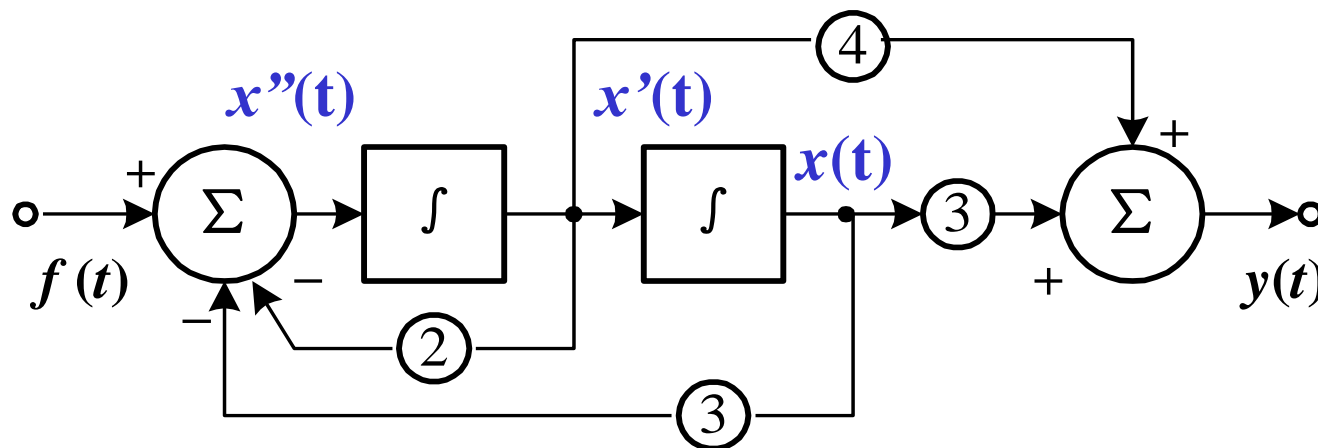 4
x”(t)
x’(t)
x(t)
+
+
Σ
∫
∫
3
Σ
f (t)
−
−
+
y(t)
2
3